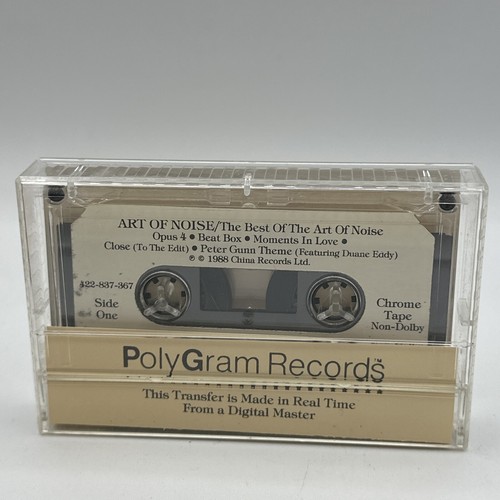 ART OF NOISE/The Best Of The Art Of Noise
Opus 4 • Beat Box • Moments In Love •
Close (To The Edit) • Peter Gunn Theme (Featuring Duane Eddy)
℗ © 1988 China Records Ltd.
422-837-367
Side
One
Chrome
Tape
Non-Dolby
PolyGram Records™
This Transfer is Made in Real Time
From a Digital Master